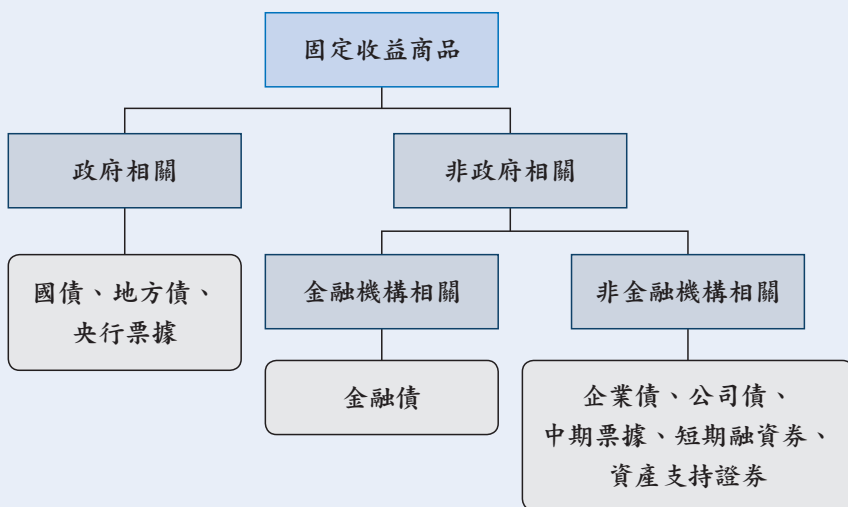 固定收益商品
政府相關
非政府相關
國債、地方債、
央行票據
金融機構相關
非金融機構相關
金融債
企業債、公司債、
中期票據、短期融資券、
資產支持證券